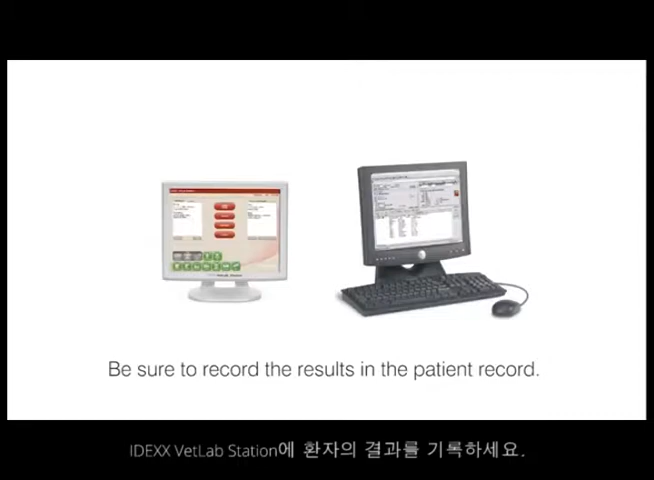 Be sure to record the results in the patient record.
IDEXX VetLab Station에 환자의 결과를 기록하세요.